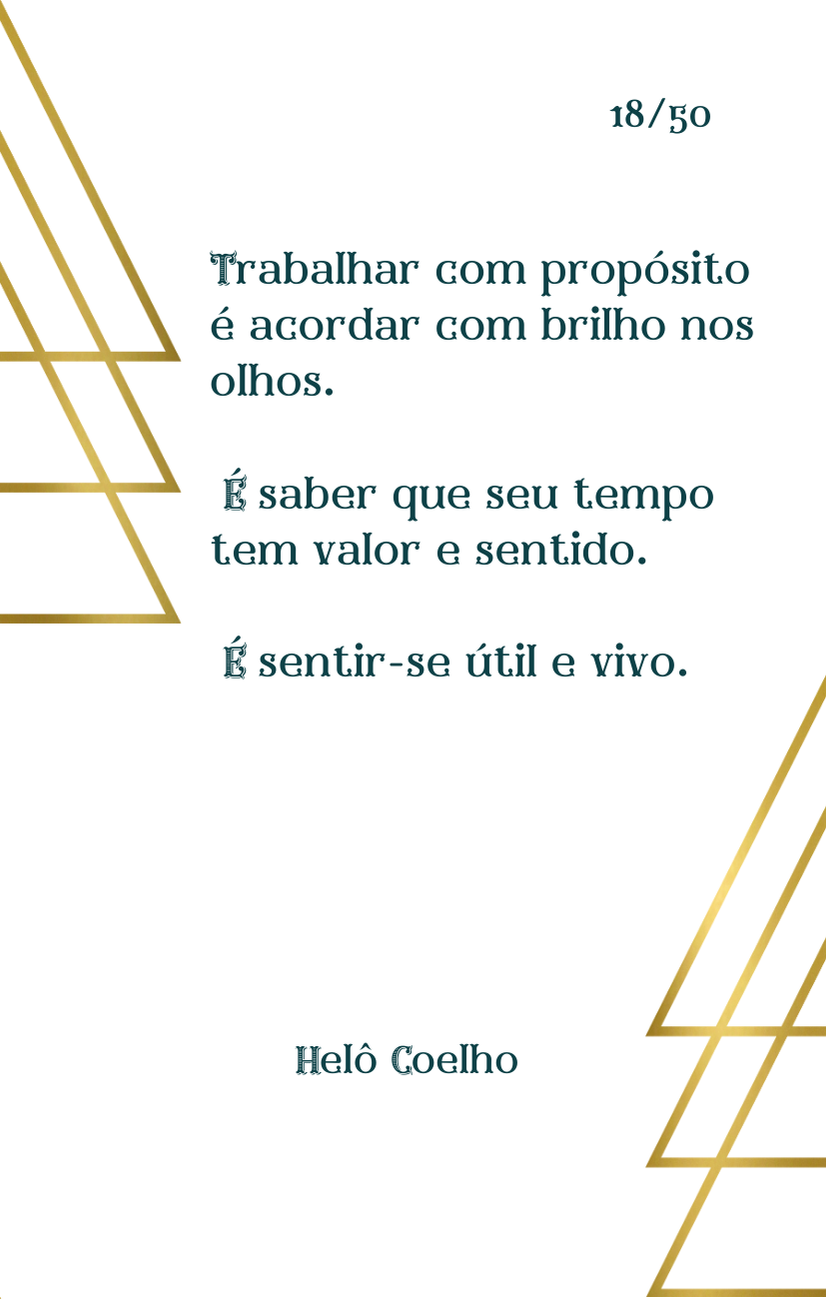 18/50
Trabalhar com propósito
é acordar com brilho nos
olhos.
É saber que seu tempo
tem valor e sentido.
É sentir-se útil e vivo.
Helô Coelho